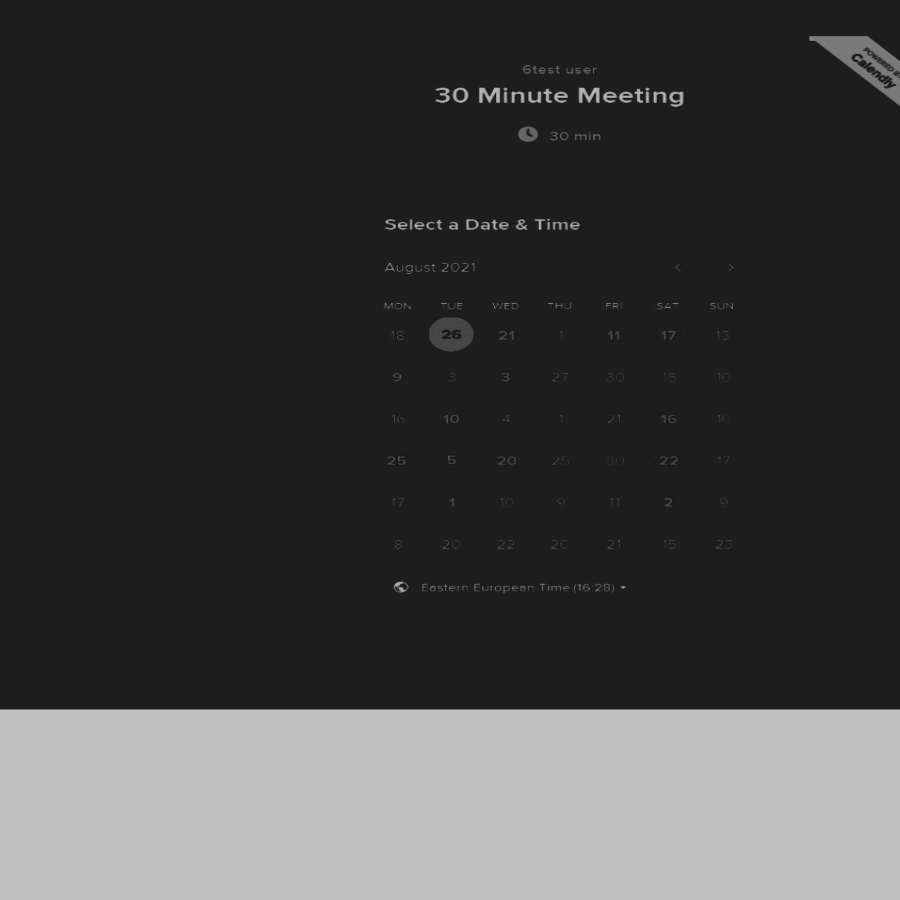 POWERED BY
Calendly
6test user
30 Minute Meeting
30 min
Select a Date & Time
August 2021 < >
MON TUE WED THU FRI SAT SUN
18 26 21 1 11 17 13
9 3 3 27 30 15 10
16 10 4 1 21 16 16
25 5 20 25 30 22 17
17 1 10 9 11 2 9
8 20 22 20 21 15 23
Eastern European Time (16:28)